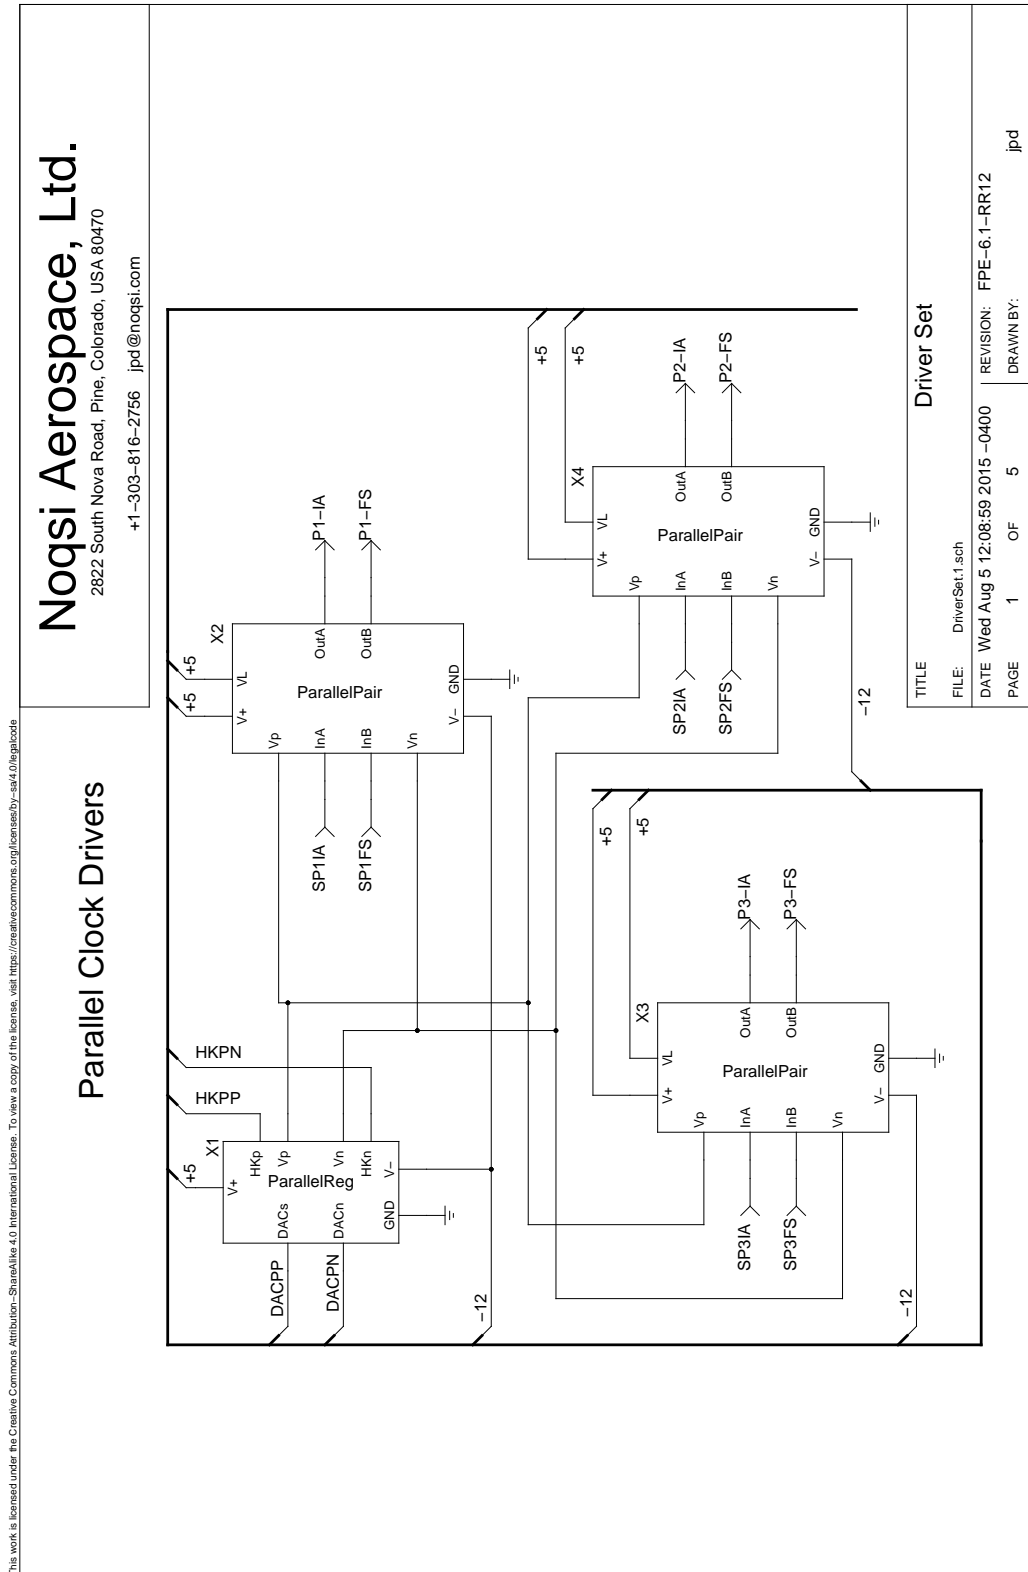 This work is licensed under the Creative Commons Attribution−ShareAlike 4.0 International License. To view a copy of the license, visit https://creativecommons.org/licenses/by−sa/4.0/legalcode
Noqsi Aerospace, Ltd.
2822 South Nova Road, Pine, Colorado, USA 80470
+1−303−816−2756 jpd@noqsi.com
Parallel Clock Drivers
+5
HKPP
HKPN
+5
+5
X1
V+
HKp
Vp
Vn
HKn
V−
GND
DACs
DACn
ParallelReg
DACPP
DACPN
−12
X2
V+
VL
Vp
InA
InB
Vn
OutA
OutB
V−
GND
ParallelPair
SP1IA
SP1FS
P1−IA
P1−FS
+5
+5
X4
V+
VL
Vp
InA
InB
Vn
OutA
OutB
V−
GND
ParallelPair
SP2IA
SP2FS
P2−IA
P2−FS
−12
+5
+5
X3
V+
VL
Vp
InA
InB
Vn
OutA
OutB
V−
GND
ParallelPair
SP3IA
SP3FS
P3−IA
P3−FS
−12
TITLE
Driver Set
FILE: DriverSet.1.sch
REVISION: FPE−6.1−RR12
DATE Wed Aug 5 12:08:59 2015 −0400
PAGE 1 OF 5
DRAWN BY: jpd